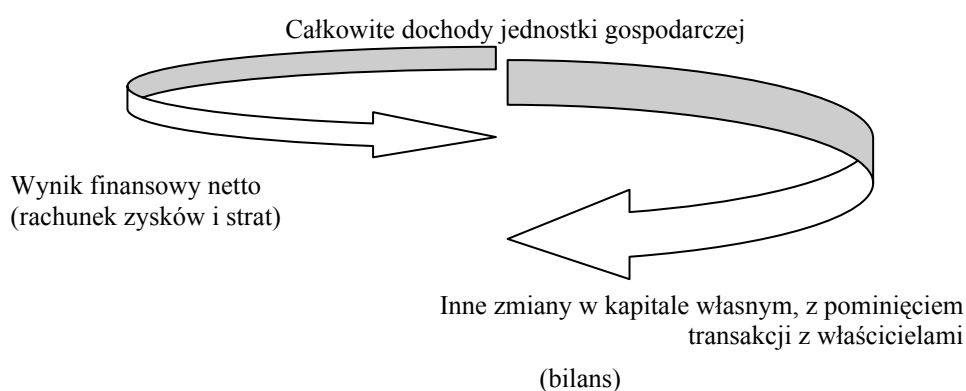 Całkowite dochody jednostki gospodarczej
Wynik finansowy netto
(rachunek zysków i strat)
Inne zmiany w kapitale własnym, z pominięciem
transakcji z właścicielami
(bilans)